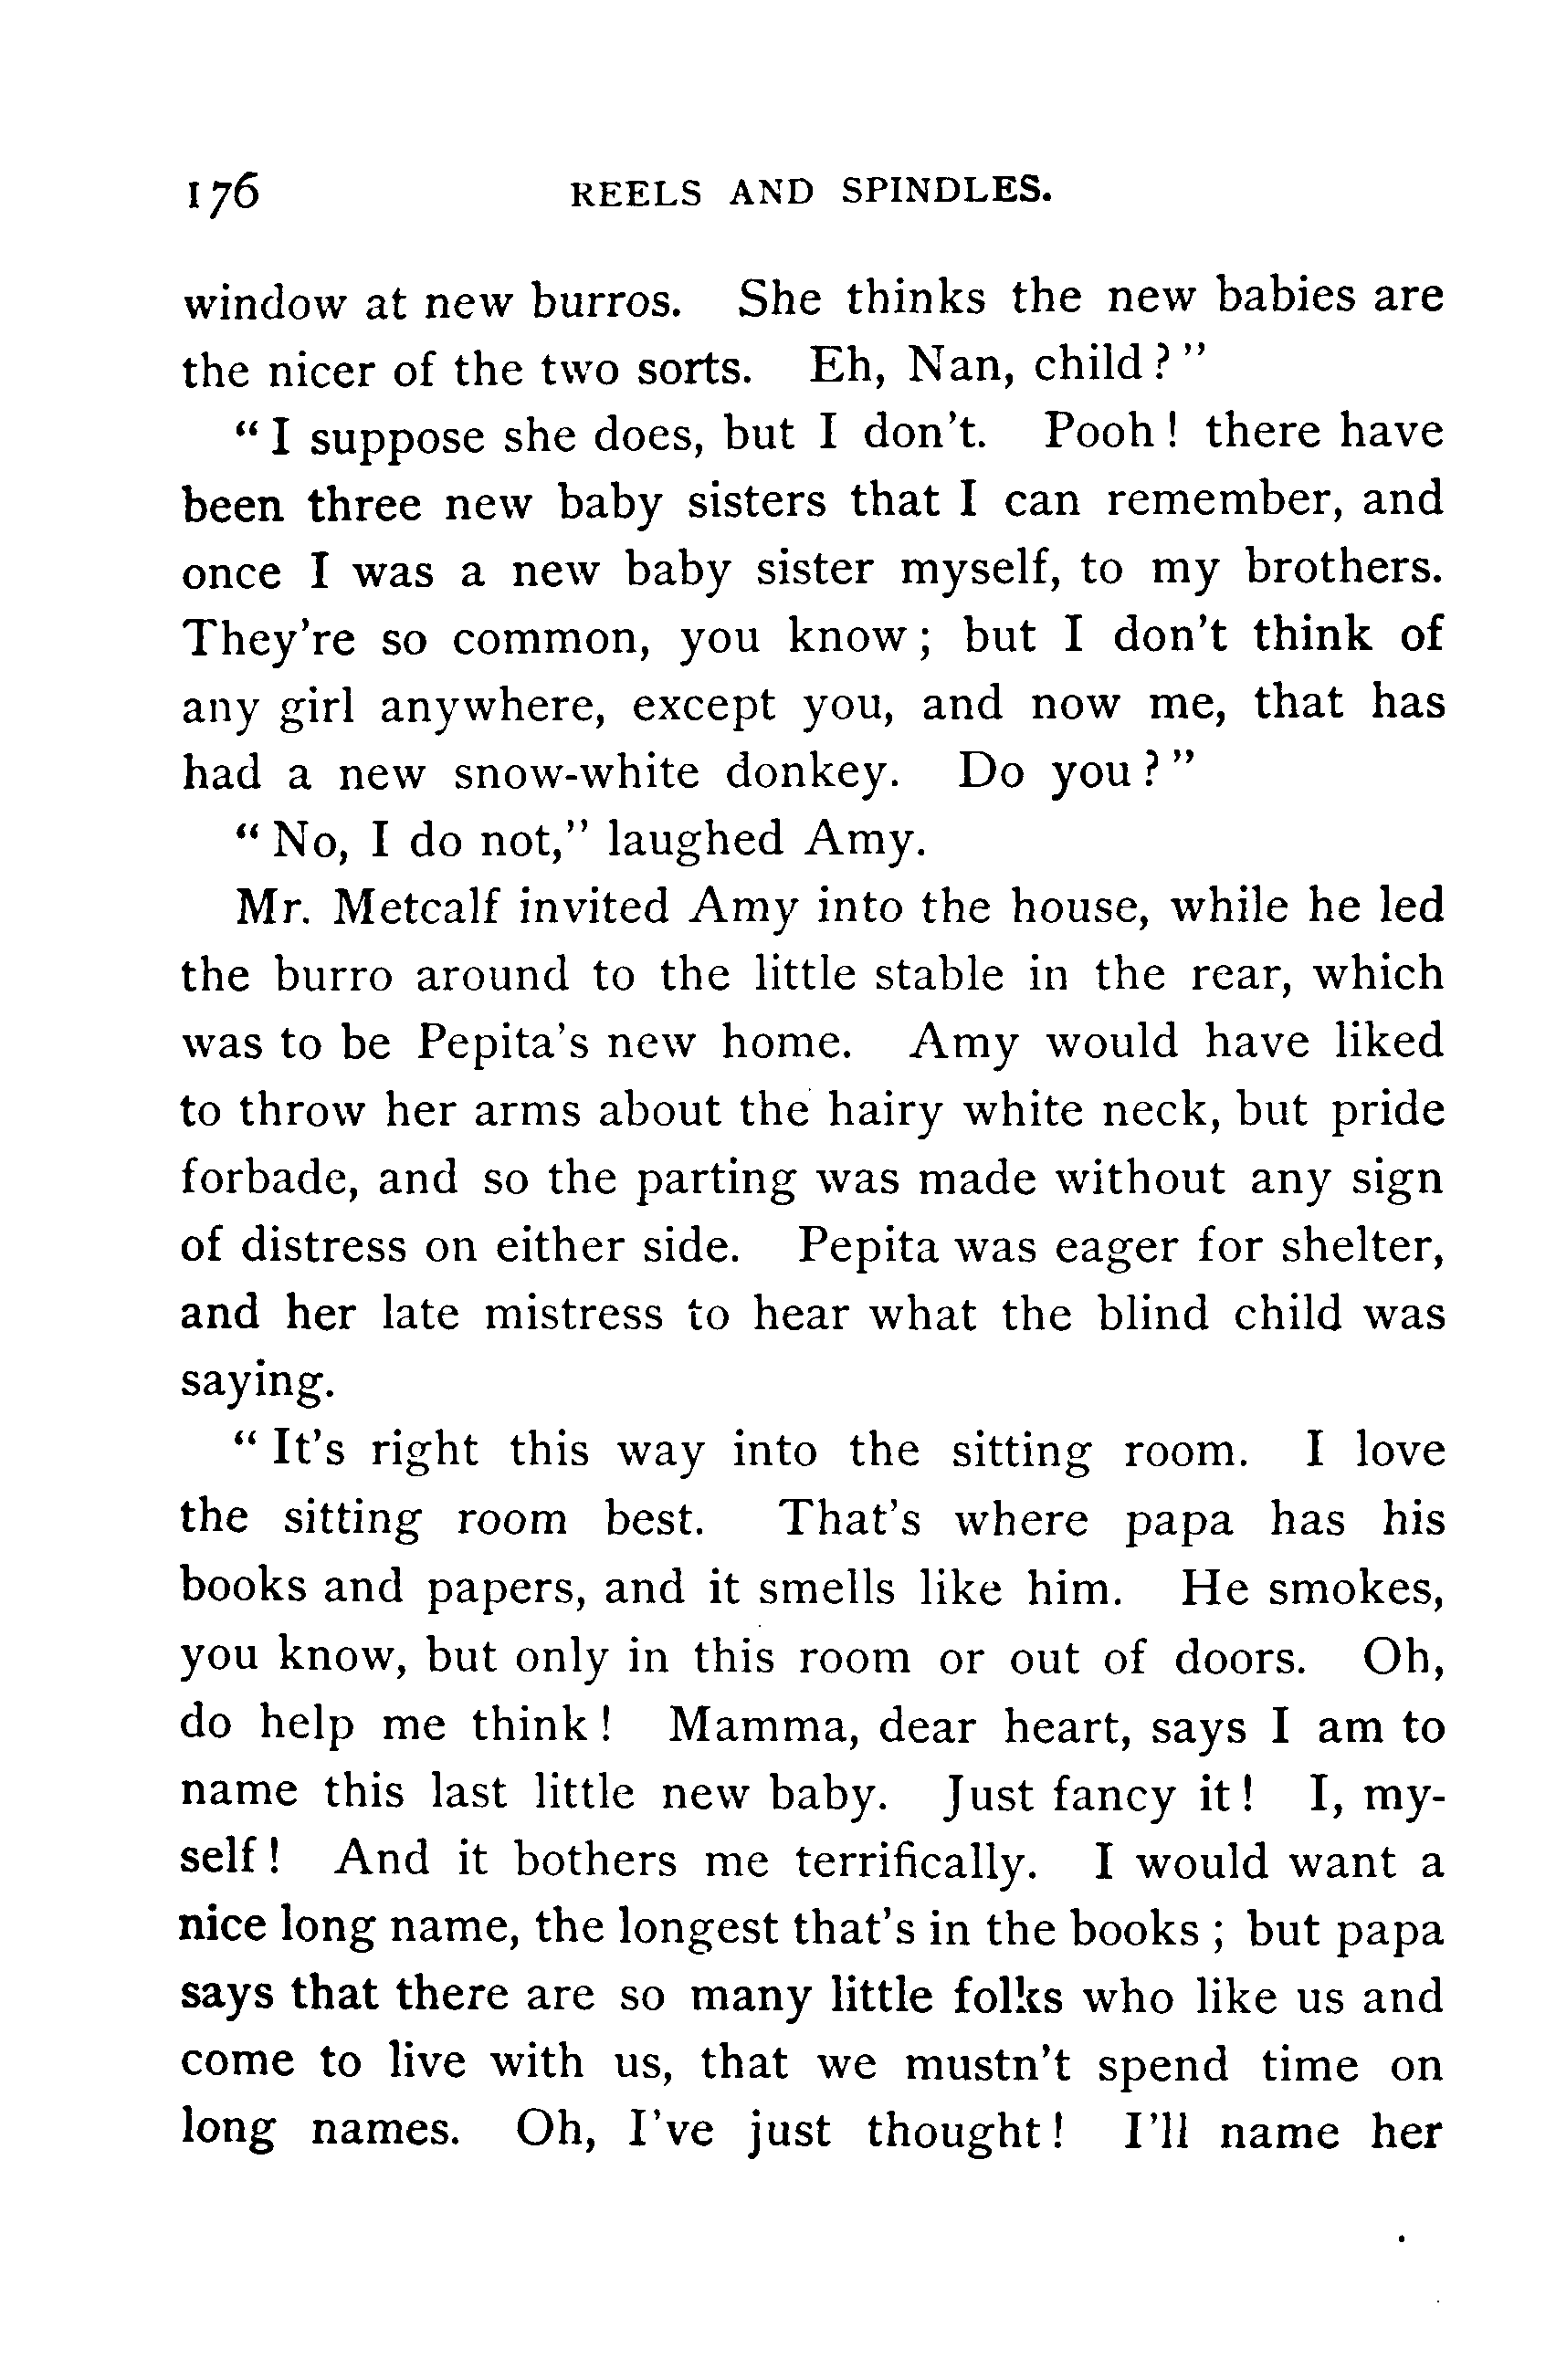 176 REELS AND SPINDLES.
window at new burros. She thinks the new babies are
the nicer of the two sorts. Eh, Nan, child ? ”
“ I suppose she does, but I don’t. Pooh ! there have
been three new baby sisters that I can remember, and
once I was a new baby sister myself, to my brothers.
They’re so common, you know ; but I don’t think of
any girl anywhere, except you, and now me, that has
had a new snow-white donkey. Do you ? ”
“ No, I do not,” laughed Amy.
Mr. Metcalf invited Amy into the house, while he led
the burro around to the little stable in the rear, which
was to be Pepita’s new home. Amy would have liked
to throw her arms about the hairy white neck, but pride
forbade, and so the parting was made without any sign
of distress on either side. Pepita was eager for shelter,
and her late mistress to hear what the blind child was
saying.
“ It’s right this way into the sitting room. I love
the sitting room best. That’s where papa has his
books and papers, and it smells like him. He smokes,
you know, but only in this room or out of doors. Oh,
do help me think ! Mamma, dear heart, says I am to
name this last little new baby. Just fancy it ! I, my-
self ! And it bothers me terrifically. I would want a
nice long name, the longest that’s in the books ; but papa
says that there are so many little folks who like us and
come to live with us, that we mustn’t spend time on
long names. Oh, I’ve just thought ! I’ll name her